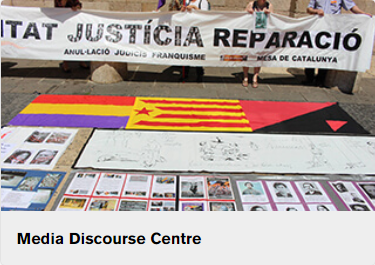 ITAT JUSTÍCIA REPARACIÓ
ANUL·LACIÓ JUDICIS FRANQUISME MESA DE CATALUNYA
Media Discourse Centre